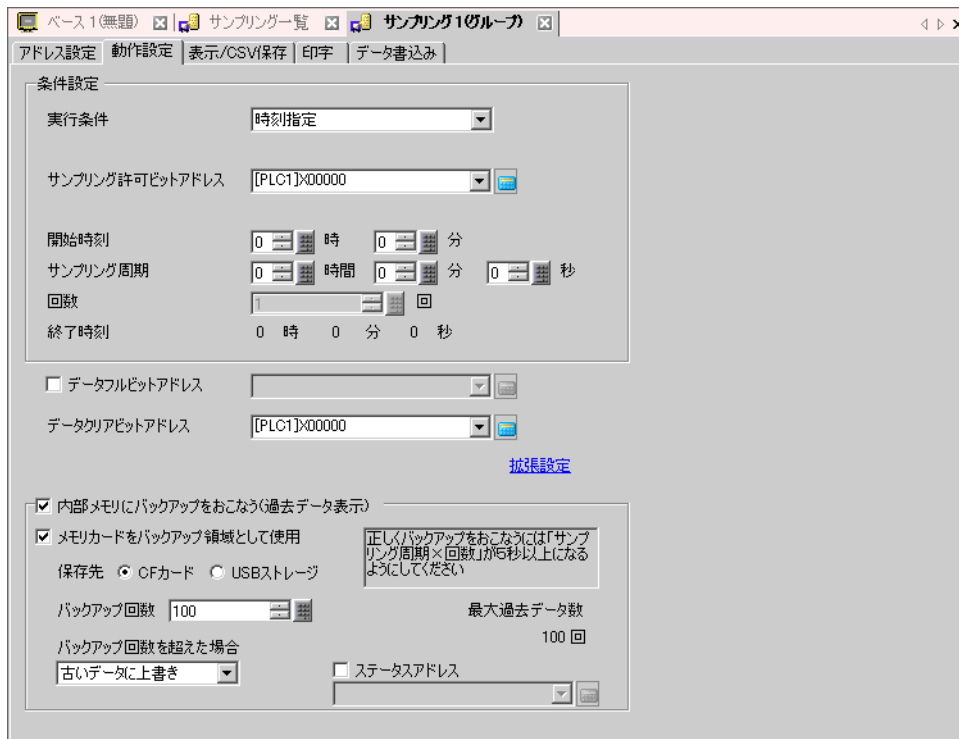 ベース1(無題) サンプリング一覧 サンプリング1(グループ)
アドレス設定 動作設定 表示/CSV保存 印字 データ書込み
条件設定
実行条件 時刻指定
サンプリング許可ビットアドレス [PLC1]X00000
開始時刻 0 時 0 分
サンプリング周期 0 時間 0 分 0 秒
回数 1 回
終了時刻 0 時 0 分 0 秒
データフルビットアドレス
データクリアビットアドレス [PLC1]X00000
拡張設定
内部メモリにバックアップをおこなう(過去データ表示)
メモリカードをバックアップ領域として使用
正しくバックアップをおこなうには「サンプ
リング周期×回数」が5秒以上になる
ようにしてください
保存先 CFカード USBストレージ
バックアップ回数 100 最大過去データ数
100 回
バックアップ回数を超えた場合
古いデータに上書き ステータスアドレス